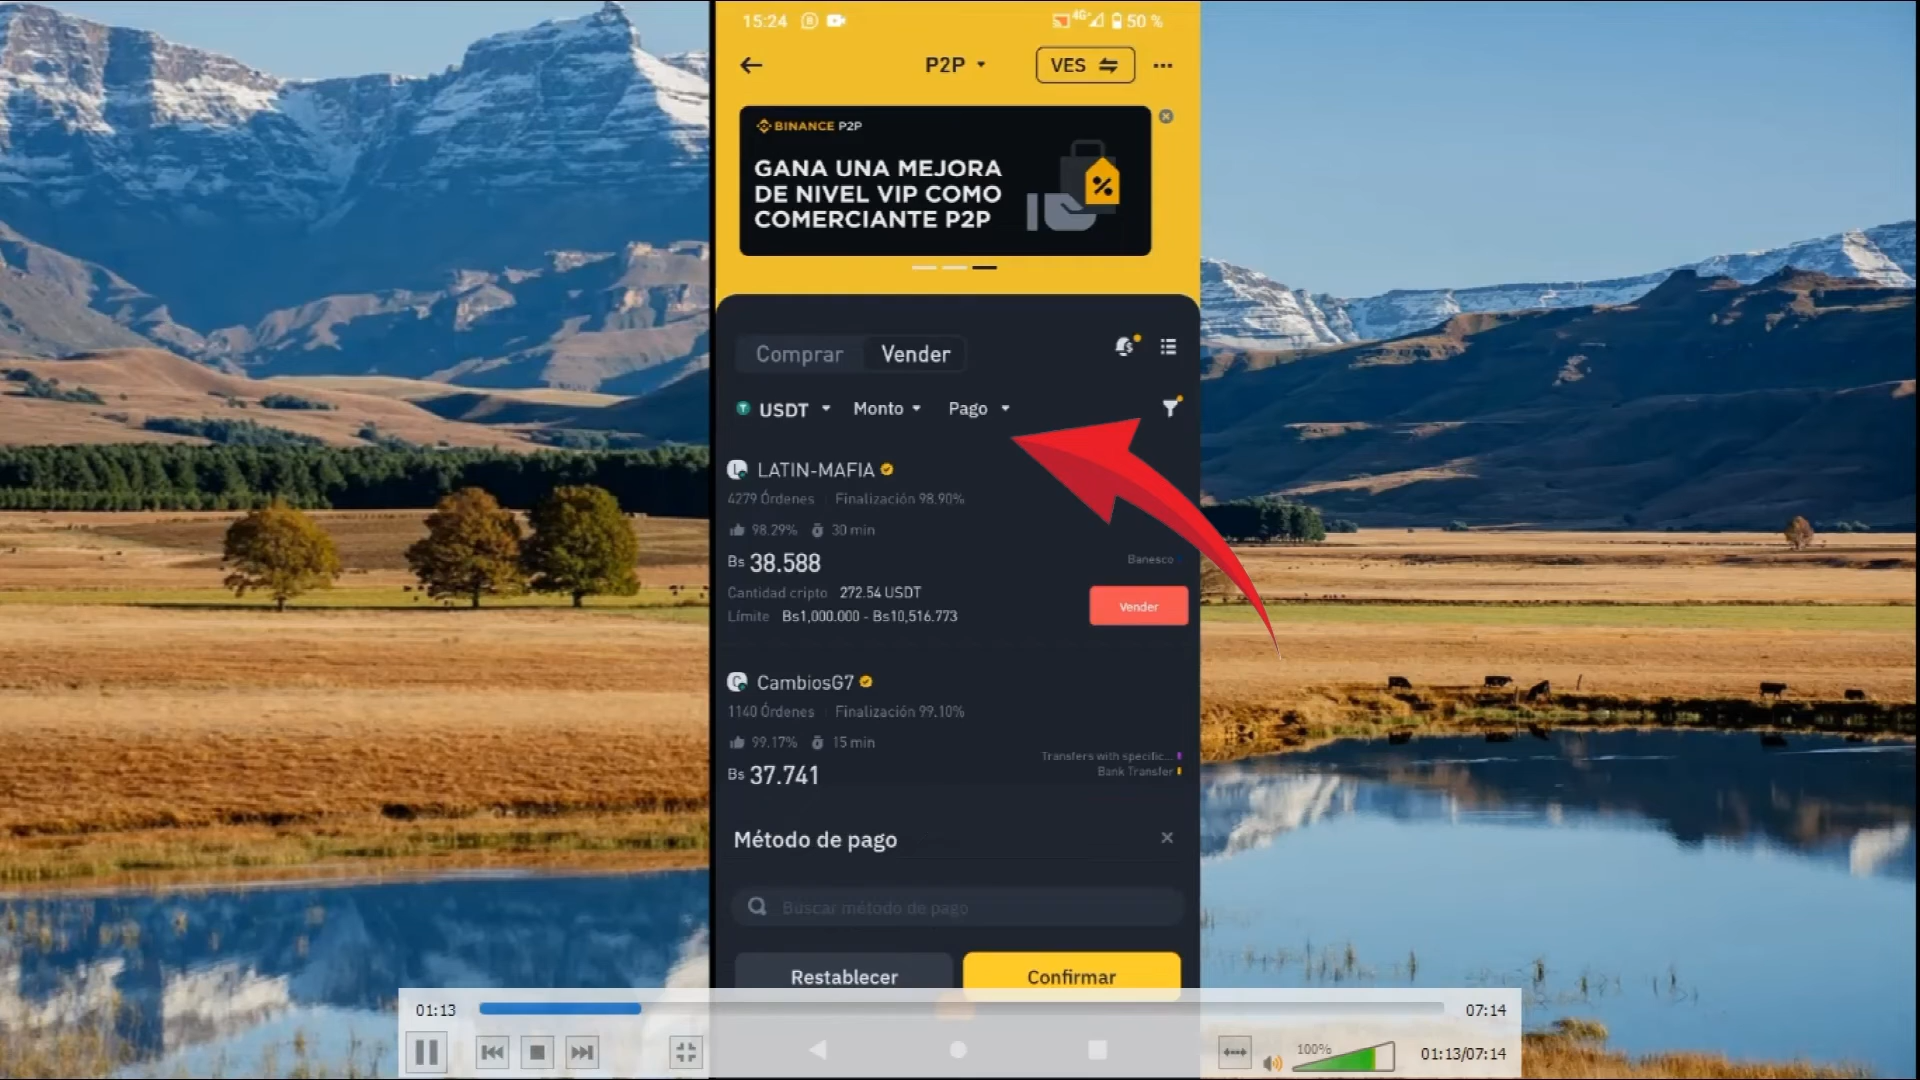 15:24 4G+ 50 %
P2P VES
BINANCE P2P
GANA UNA MEJORA
DE NIVEL VIP COMO
COMERCIANTE P2P
Comprar Vender
USDT Monto Pago
LATIN-MAFIA
4279 Órdenes Finalización 98.90%
98.29% 30 min
Bs 38.588 Banesco
Cantidad cripto 272.54 USDT
Límite Bs1,000.000 - Bs10,516.773
Vender
CambiosG7
1140 Órdenes Finalización 99.10%
99.17% 15 min
Transfers with specific...
Bs 37.741 Bank Transfer
Método de pago
Buscar método de pago
Restablecer Confirmar
01:13 07:14
100% 01:13/07:14